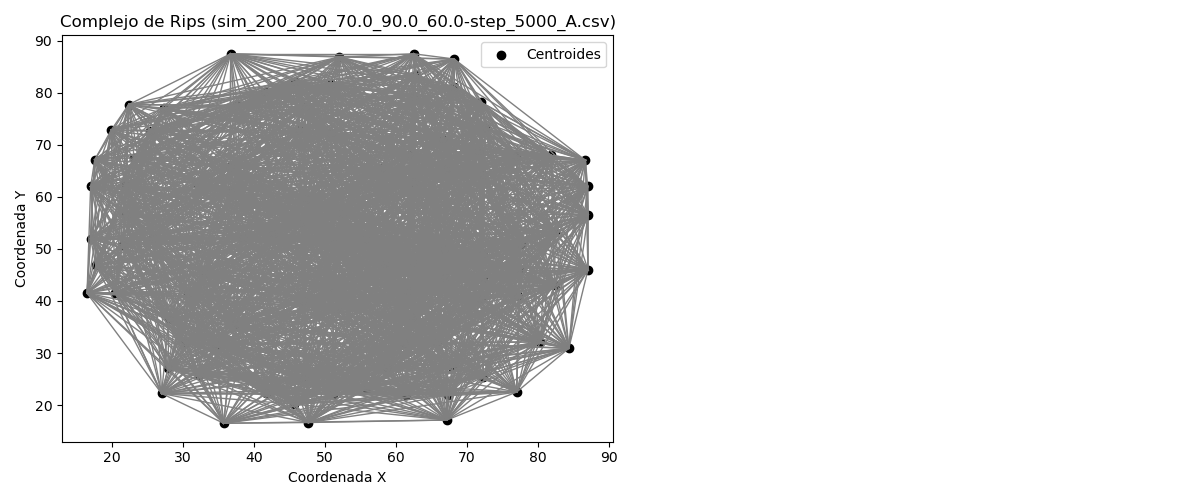 Complejo de Rips (sim_200_200_70.0_90.0_60.0-step_5000_A.csv)
90
80
70
60
50
40
30
20
Coordenada Y
Centroides
20 30 40 50 60 70 80 90
Coordenada X